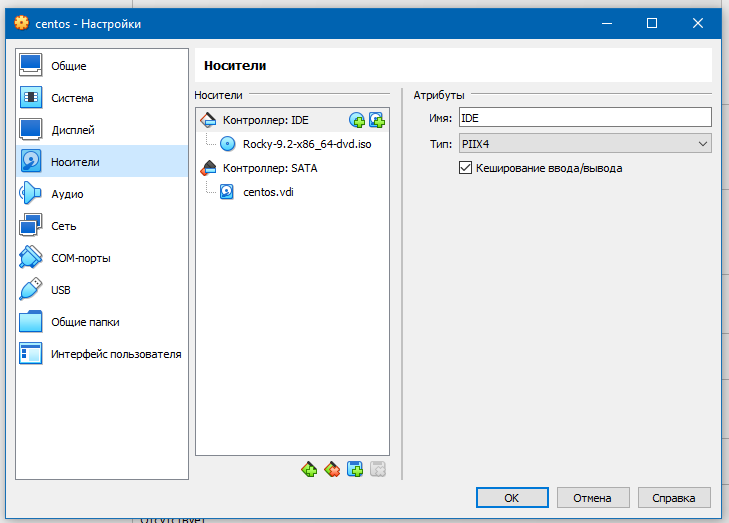 centos - Настройки
Общие
Система
Дисплей
Носители
Аудио
Сеть
COM-порты
USB
Общие папки
Интерфейс пользователя
Носители
Носители
Контроллер: IDE
Rocky-9.2-x86_64-dvd.iso
Контроллер: SATA
centos.vdi
Атрибуты
Имя: IDE
Тип: PIIX4
Кеширование ввода/вывода
OK
Отмена
Справка
Отсутствует